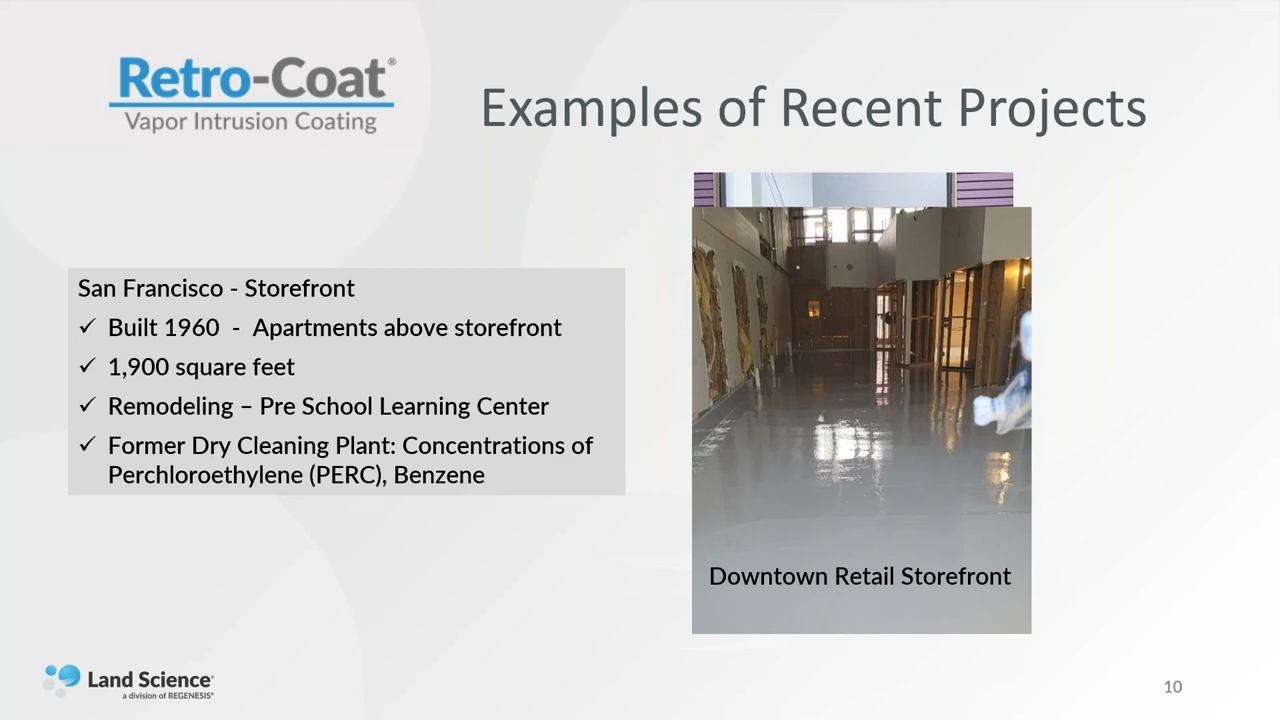 Retro-Coat®
Vapor Intrusion Coating
Examples of Recent Projects
San Francisco - Storefront
✓ Built 1960 - Apartments above storefront
✓ 1,900 square feet
✓ Remodeling – Pre School Learning Center
✓ Former Dry Cleaning Plant: Concentrations of
Perchloroethylene (PERC), Benzene
Downtown Retail Storefront
Land Science®
a division of REGENESIS®
10